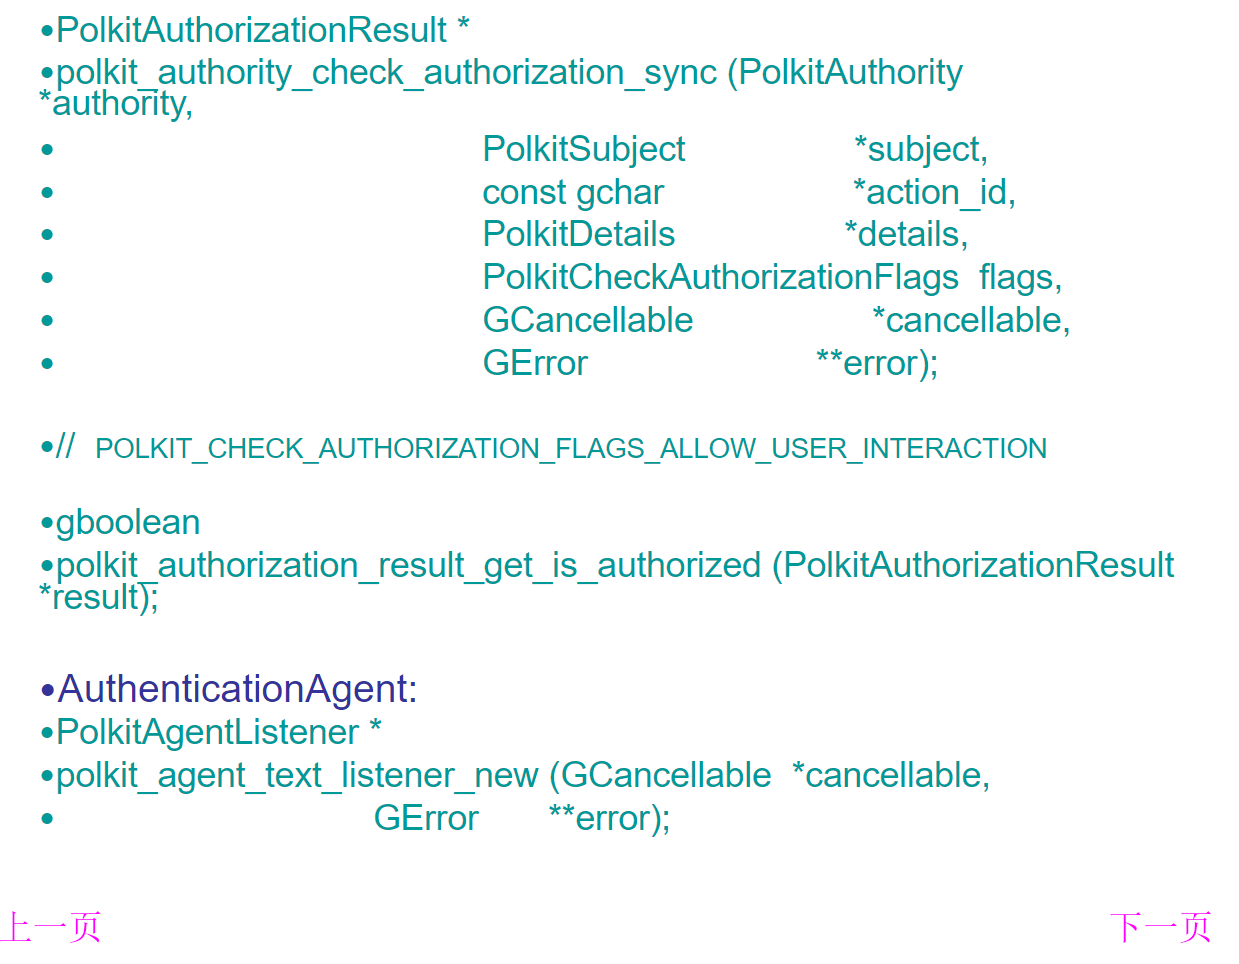 •PolkitAuthorizationResult *
•polkit_authority_check_authorization_sync (PolkitAuthority
*authority,
• PolkitSubject *subject,
• const gchar *action_id,
• PolkitDetails *details,
• PolkitCheckAuthorizationFlags flags,
• GCancellable *cancellable,
• GError **error);
•// POLKIT_CHECK_AUTHORIZATION_FLAGS_ALLOW_USER_INTERACTION
•gboolean
•polkit_authorization_result_get_is_authorized (PolkitAuthorizationResult
*result);
•AuthenticationAgent:
•PolkitAgentListener *
•polkit_agent_text_listener_new (GCancellable *cancellable,
• GError **error);
上一页
下一页